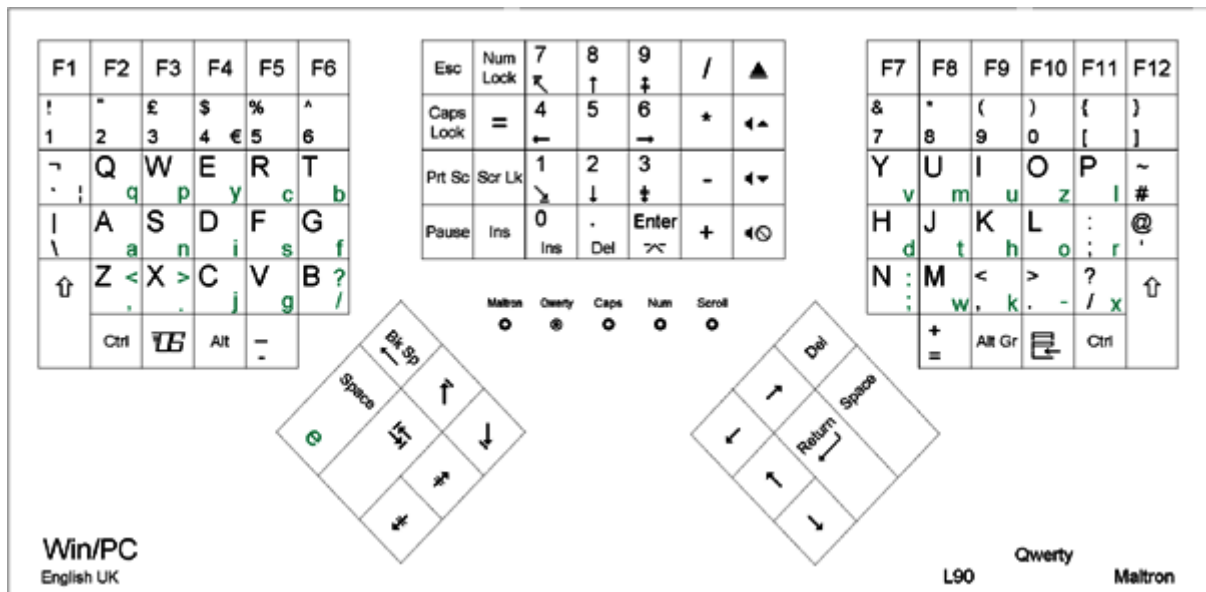 F1 F2 F3 F4 F5 F6
Esc Num Lock 7 8 9 / 
F7 F8 F9 F10 F11 F12
! " £ $ % ^
1 2 3 4 € 5 6
Caps Lock = 4 5 6 *
& * ( ) { }
7 8 9 0 [ ]
¬ Q W E R T
` ¦ q p y c b
Prt Sc Scr Lk 1 2 3 -
Y U I O P ~
v m u z l #
| A S D F G
\ a n i s f
Pause Ins 0 . Enter +
Ins Del
H J K L : @
d t h o ; r '
Z < X > C V B ?
, . j g /
N : M < > ?
; w , k . - / x
Maltron Qwerty Caps Num Scroll
Ctrl Alt _
-
+ Alt Gr Ctrl
=
Bk Sp
Space
e
Del
Space
Return
Win/PC
English UK
Qwerty
L90 Maltron